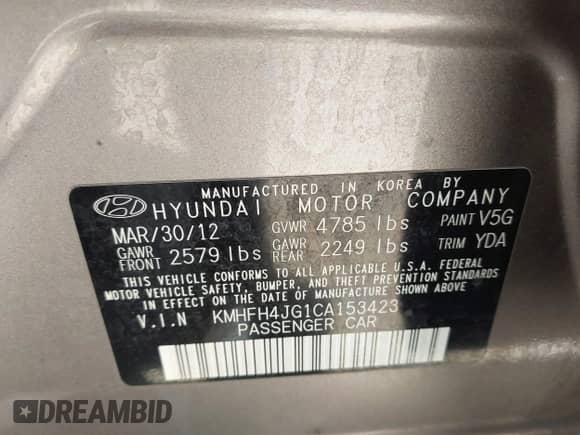 MANUFACTURED IN KOREA BY
HYUNDAI MOTOR COMPANY
MAR/30/12 GVWR 4785 lbs PAINT V5G
GAWR FRONT 2579 lbs GAWR REAR 2249 lbs TRIM YDA
THIS VEHICLE CONFORMS TO ALL APPLICABLE U.S.A. FEDERAL
MOTOR VEHICLE SAFETY, BUMPER, AND THEFT PREVENTION STANDARDS
IN EFFECT ON THE DATE OF MANUFACTURE SHOWN ABOVE.
V.I.N KMHFH4JG1CA153423
PASSENGER CAR
DREAMBID